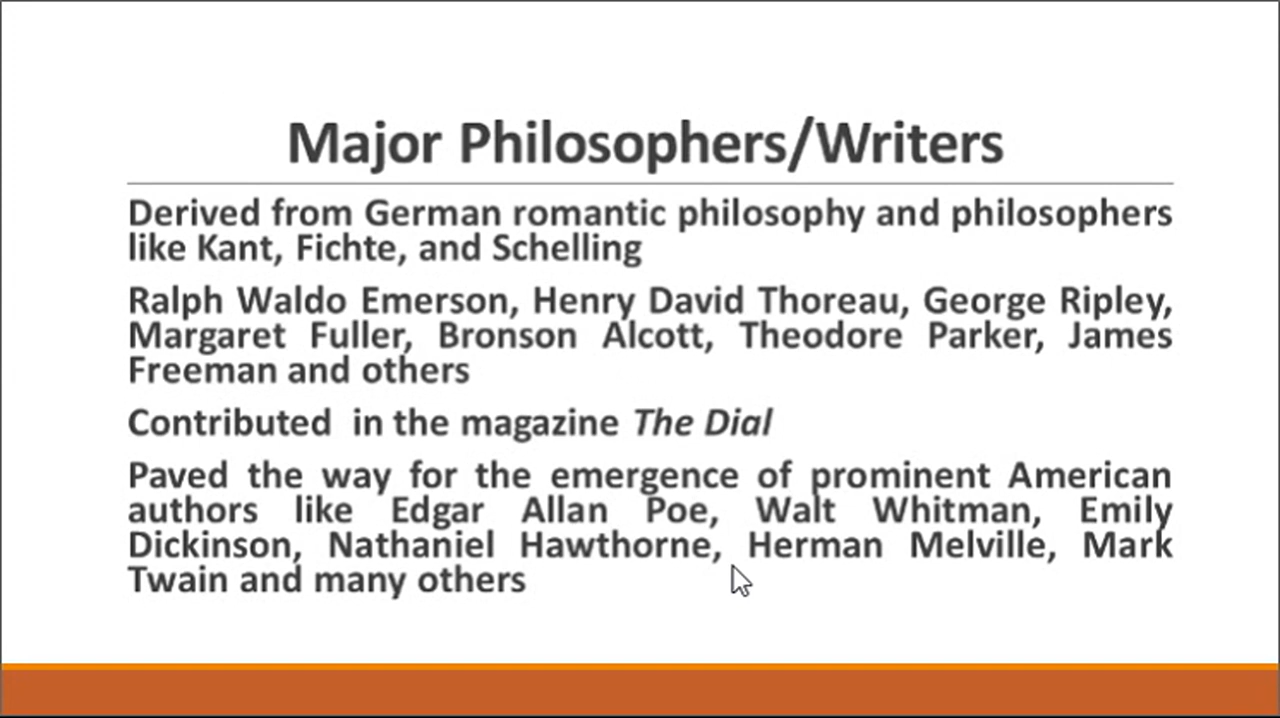 Major Philosophers/Writers
Derived from German romantic philosophy and philosophers
like Kant, Fichte, and Schelling
Ralph Waldo Emerson, Henry David Thoreau, George Ripley,
Margaret Fuller, Bronson Alcott, Theodore Parker, James
Freeman and others
Contributed in the magazine The Dial
Paved the way for the emergence of prominent American
authors like Edgar Allan Poe, Walt Whitman, Emily
Dickinson, Nathaniel Hawthorne, Herman Melville, Mark
Twain and many others